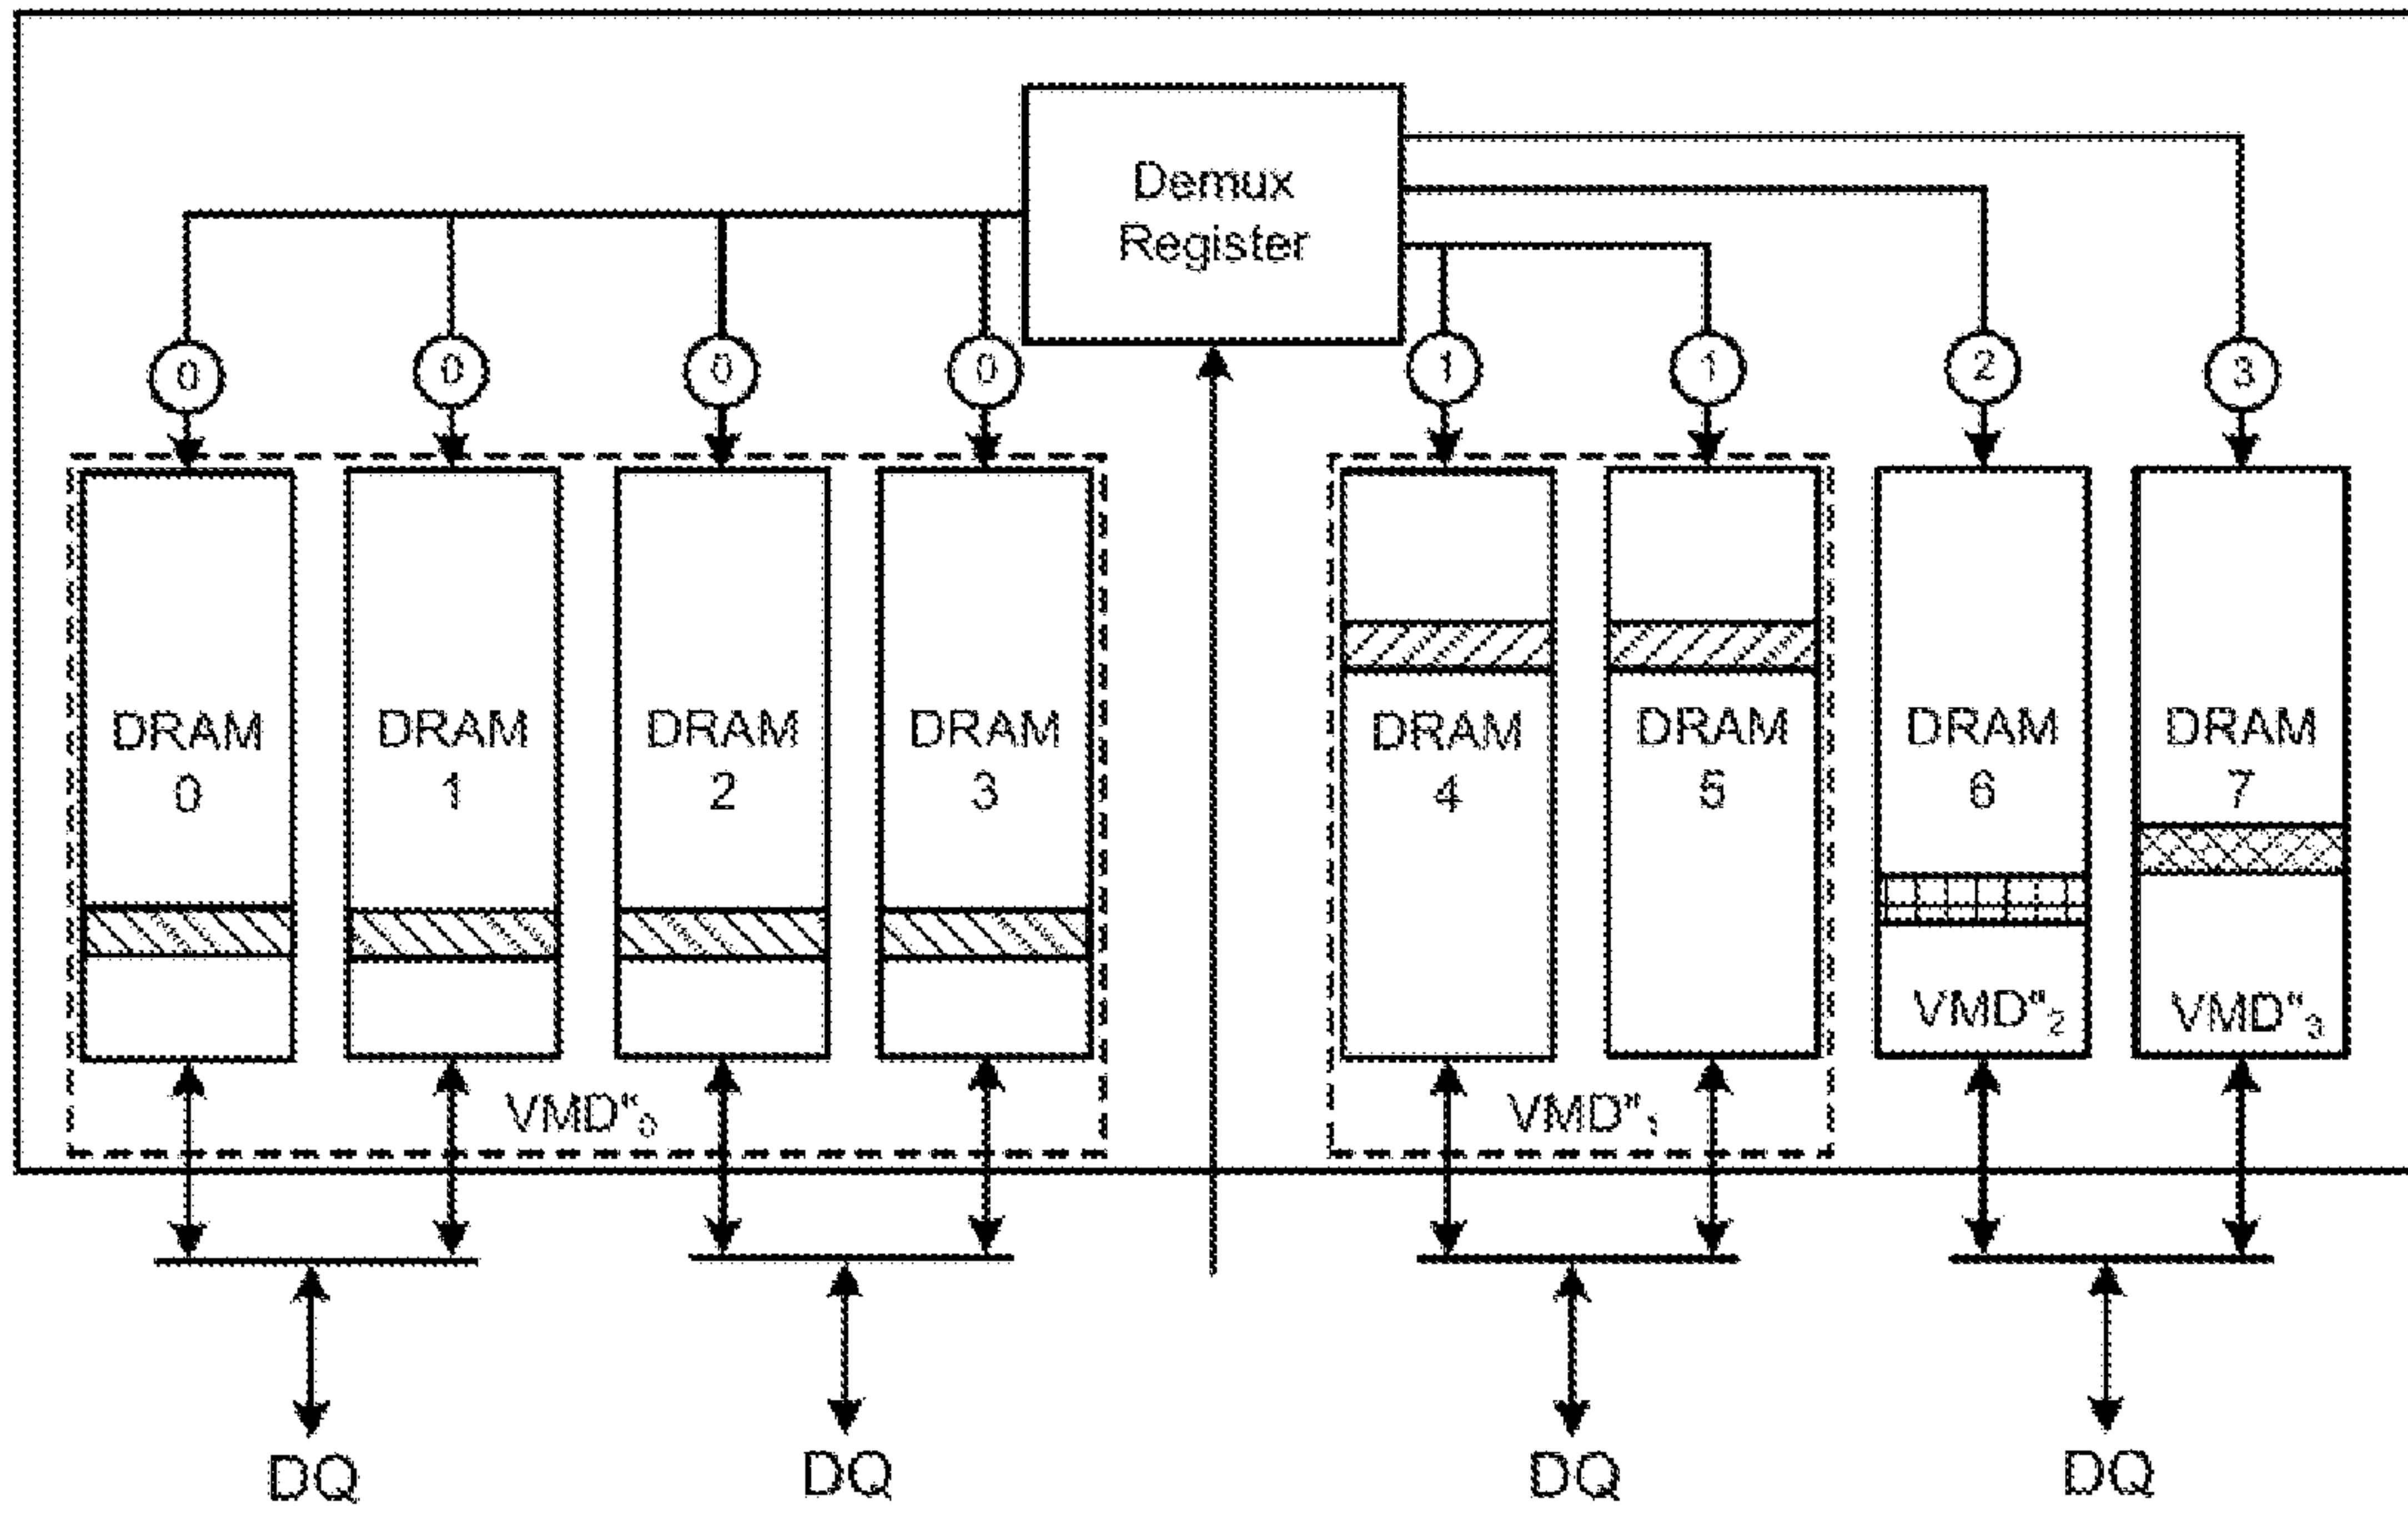 Demux
Register
0 0 0 0 1 1 2 3
DRAM 0
DRAM 1
DRAM 2
DRAM 3
DRAM 4
DRAM 5
DRAM 6
DRAM 7
VMD"0
VMD"1
VMD"2
VMD"3
DQ DQ DQ DQ